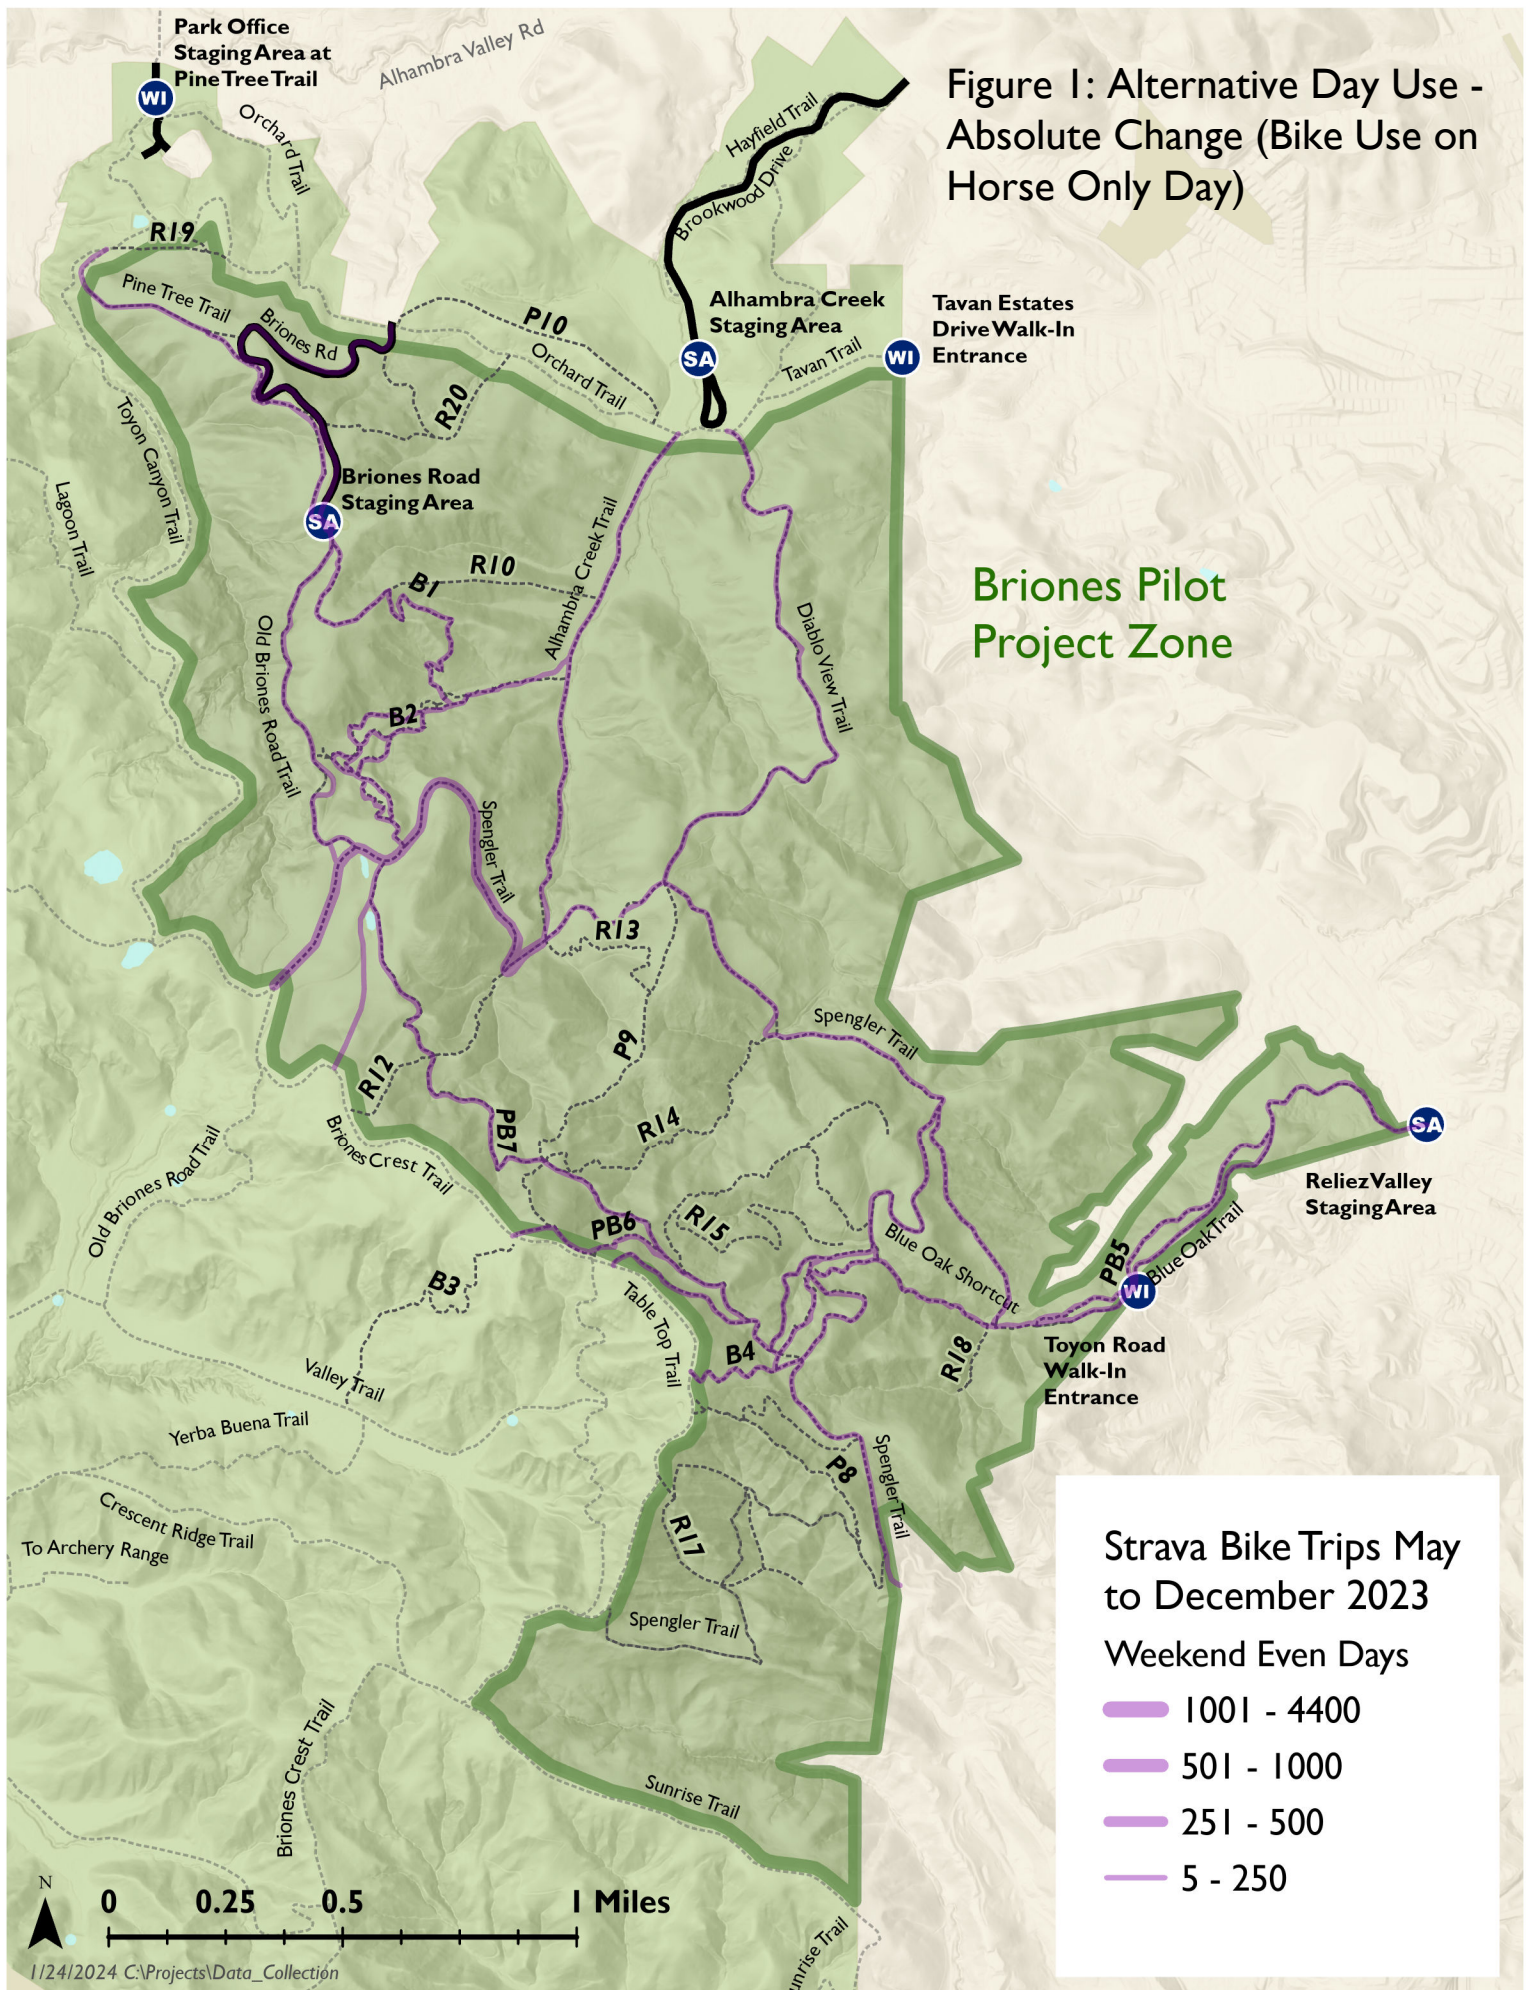 Park Office
Staging Area at
Pine Tree Trail
WI
Alhambra Valley Rd
Figure 1: Alternative Day Use -
Absolute Change (Bike Use on
Horse Only Day)
Orchard Trail
Hayfield Trail
Brookwood Drive
R19
Pine Tree Trail
Briones Rd
P10
Orchard Trail
R20
Alhambra Creek
Staging Area
SA
Tavan Trail
WI
Tavan Estates
Drive Walk-In
Entrance
Toyon Canyon Trail
Lagoon Trail
Briones Road
Staging Area
SA
R10
B1
Alhambra Creek Trail
Briones Pilot
Project Zone
Old Briones Road Trail
Diablo View Trail
B2
Spengler Trail
R13
P9
Spengler Trail
R12
PB7
R14
SA
Reliez Valley
Staging Area
Briones Crest Trail
Old Briones Road Trail
PB6
R15
Blue Oak Shortcut
PB5
Blue Oak Trail
WI
Toyon Road
Walk-In
Entrance
B3
Table Top Trail
B4
R18
Valley Trail
Yerba Buena Trail
P8
Spengler Trail
Crescent Ridge Trail
To Archery Range
R17
Spengler Trail
Briones Crest Trail
Sunrise Trail
Strava Bike Trips May
to December 2023
Weekend Even Days
1001 - 4400
501 - 1000
251 - 500
5 - 250
N
0 0.25 0.5 1 Miles
1/24/2024 C:\Projects\Data_Collection
unrise Trail